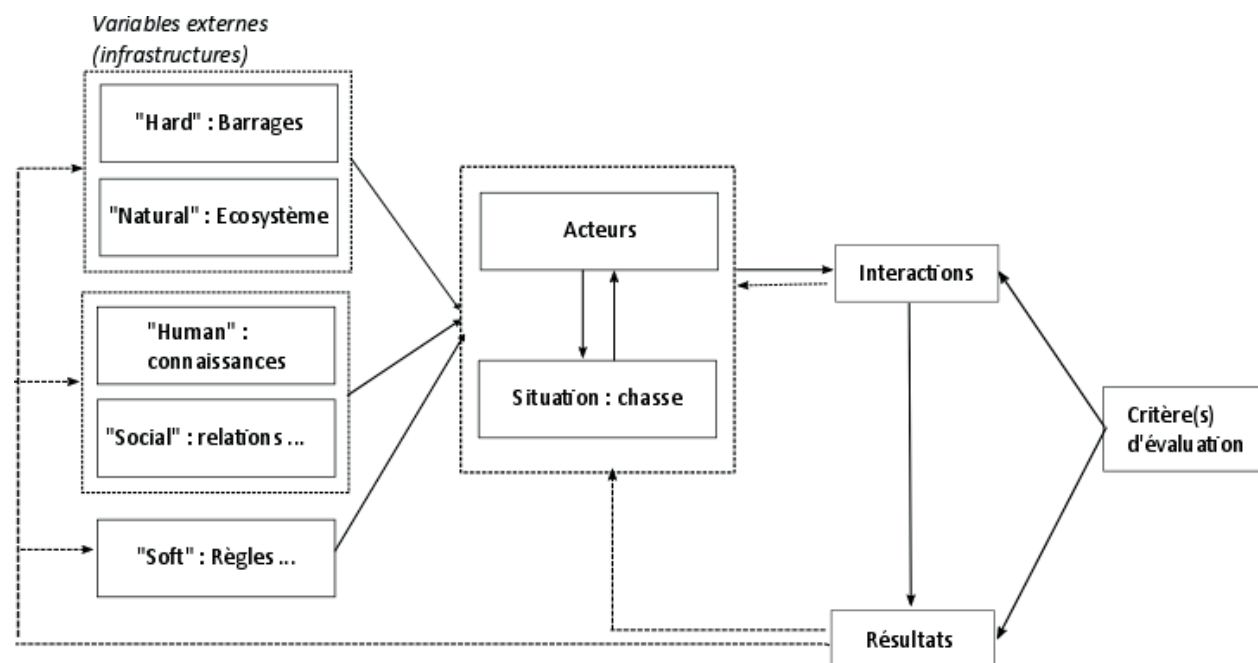 Variables externes
(infrastructures)
"Hard" : Barrages
"Natural" : Ecosystème
"Human" :
connaissances
"Social" : relations ...
"Soft" : Règles ...
Acteurs
Situation : chasse
Interactions
Résultats
Critère(s)
d'évaluation